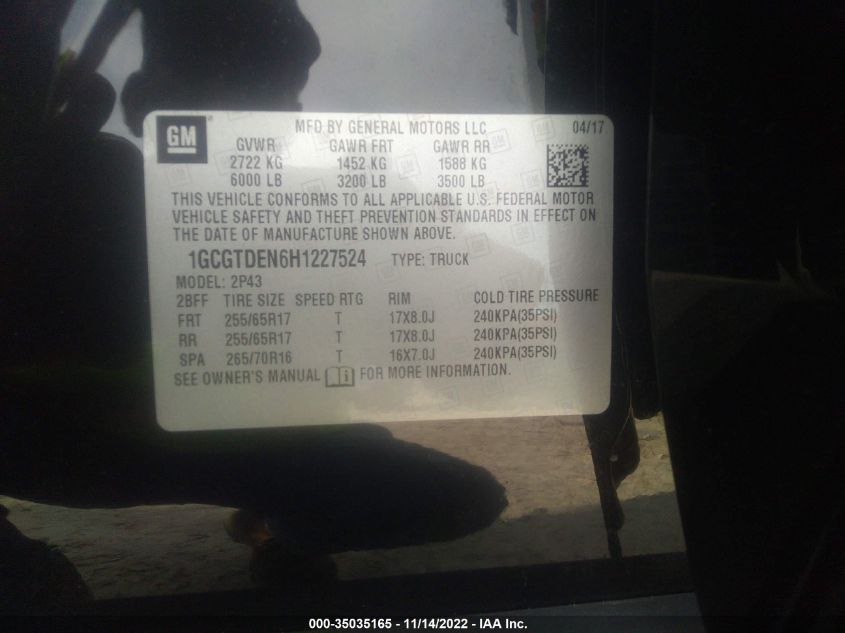 GM
MFD BY GENERAL MOTORS LLC 04/17
GVWR GAWR FRT GAWR RR
2722 KG 1452 KG 1588 KG
6000 LB 3200 LB 3500 LB
THIS VEHICLE CONFORMS TO ALL APPLICABLE U.S. FEDERAL MOTOR
VEHICLE SAFETY AND THEFT PREVENTION STANDARDS IN EFFECT ON
THE DATE OF MANUFACTURE SHOWN ABOVE.
1GCGTDEN6H1227524 TYPE: TRUCK
MODEL: 2P43
2BFF TIRE SIZE SPEED RTG RIM COLD TIRE PRESSURE
FRT 255/65R17 T 17X8.0J 240KPA(35PSI)
RR 255/65R17 T 17X8.0J 240KPA(35PSI)
SPA 265/70R16 T 16X7.0J 240KPA(35PSI)
SEE OWNER'S MANUAL FOR MORE INFORMATION.
000-35035165 - 11/14/2022 - IAA Inc.